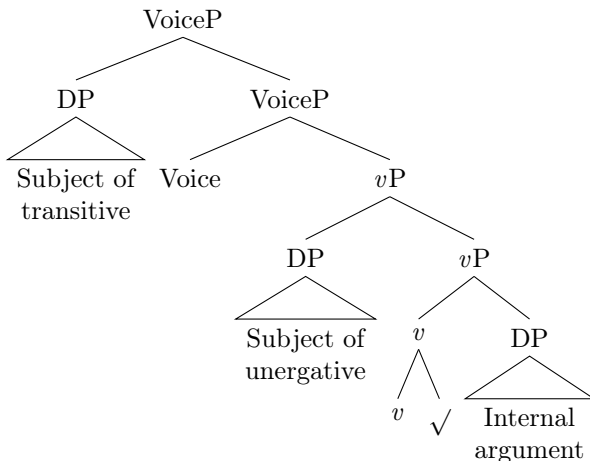 VoiceP
DP VoiceP
Subject of
transitive
Voice vP
DP vP
Subject of
unergative
v DP
v √ Internal
argument